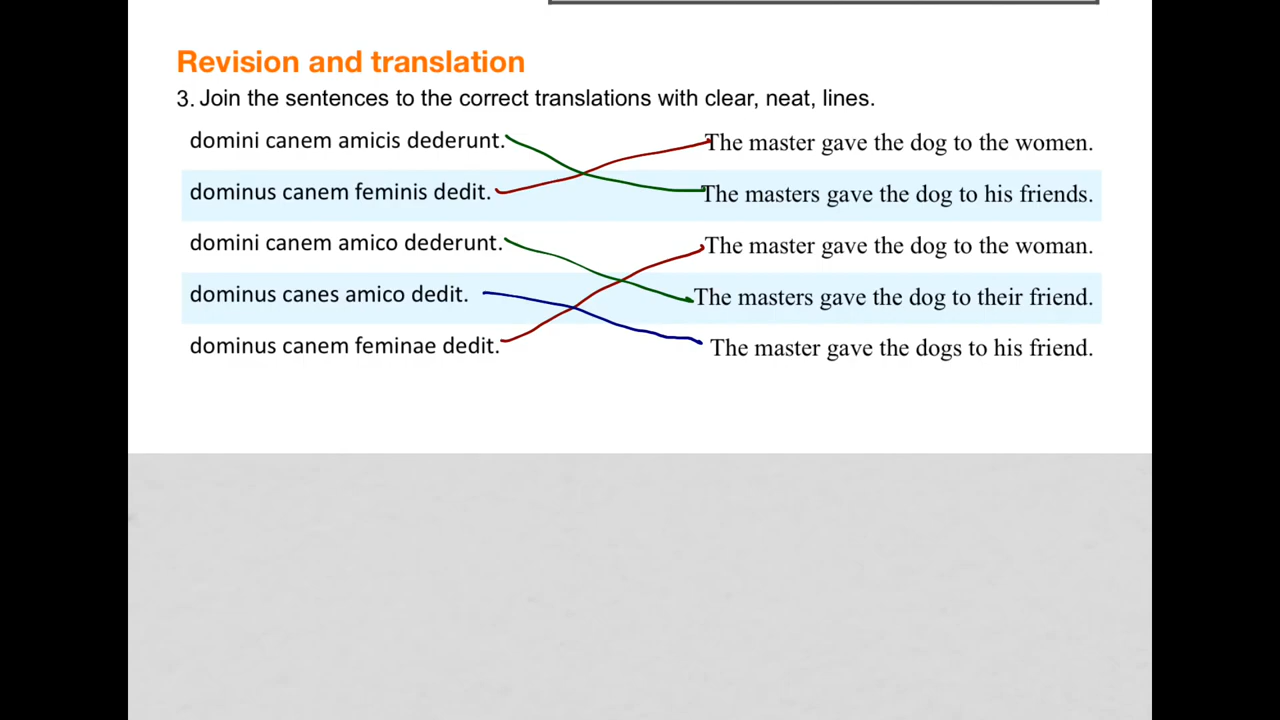 Revision and translation
3. Join the sentences to the correct translations with clear, neat, lines.
domini canem amicis dederunt. The master gave the dog to the women.
dominus canem feminis dedit. The masters gave the dog to his friends.
domini canem amico dederunt. The master gave the dog to the woman.
dominus canes amico dedit. The masters gave the dog to their friend.
dominus canem feminae dedit. The master gave the dogs to his friend.